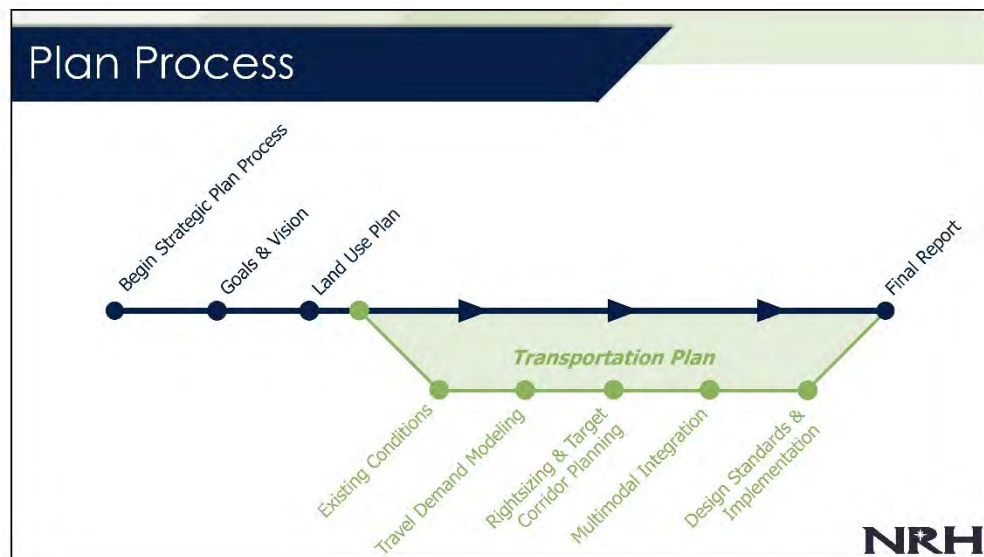 Plan Process
Begin Strategic Plan Process
Goals & Vision
Land Use Plan
Final Report
Transportation Plan
Existing Conditions
Travel Demand Modeling
Rightsizing & Target
Corridor Planning
Multimodal Integration
Design Standards &
Implementation
NRH